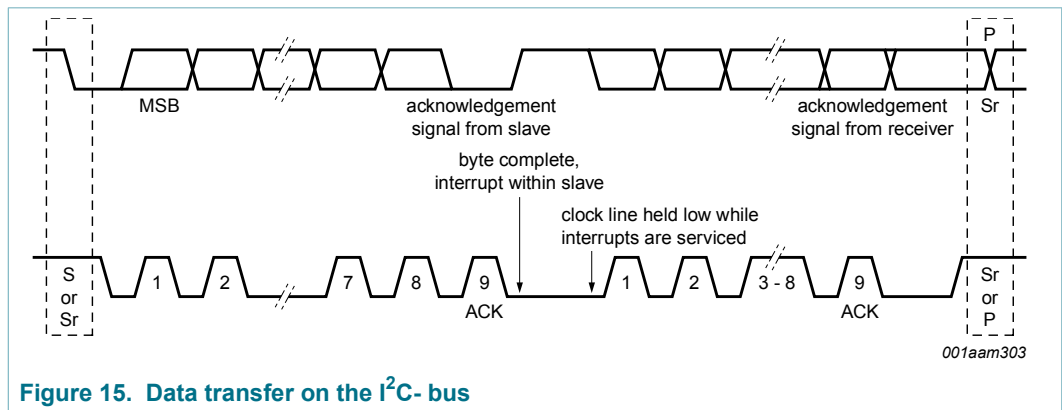 P
MSB
acknowledgement
signal from slave
acknowledgement
signal from receiver
Sr
byte complete,
interrupt within slave
clock line held low while
interrupts are serviced
S
or
Sr
1
2
7
8
9
ACK
1
2
3 - 8
9
ACK
Sr
or
P
001aam303
Figure 15. Data transfer on the I²C- bus